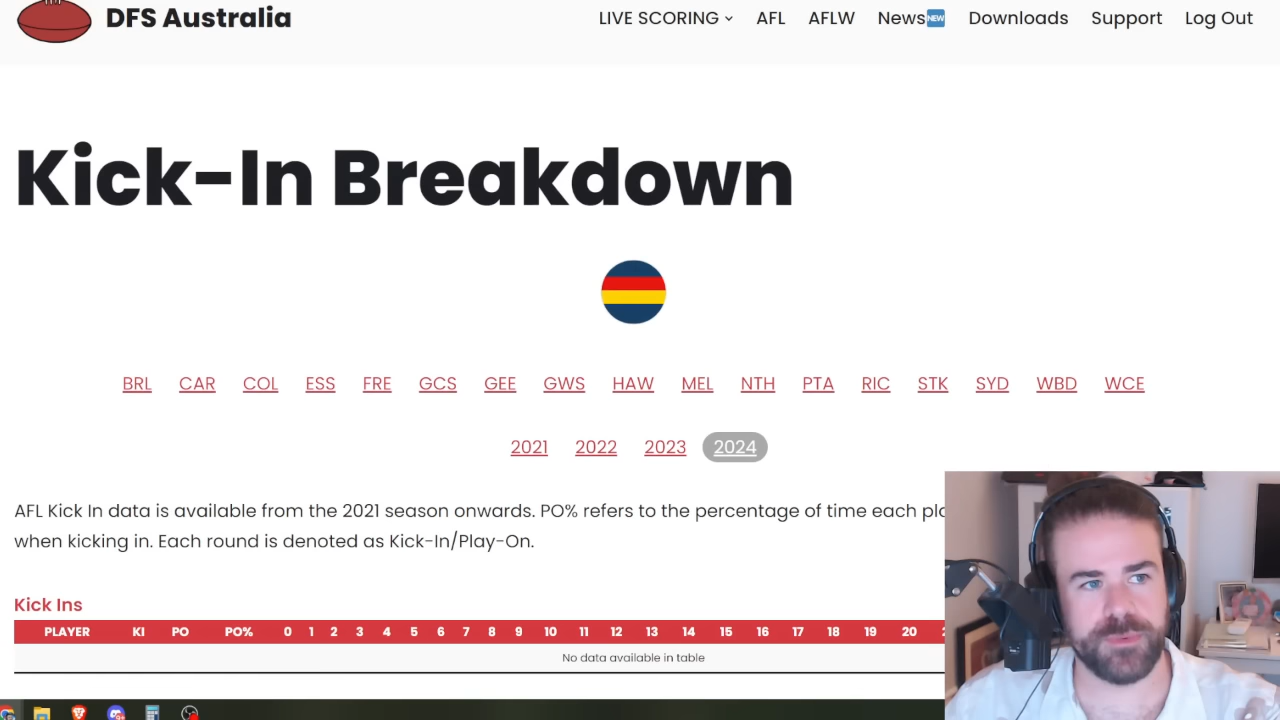 DFS Australia
LIVE SCORING AFL AFLW News NEW Downloads Support Log Out
Kick-In Breakdown
BRL CAR COL ESS FRE GCS GEE GWS HAW MEL NTH PTA RIC STK SYD WBD WCE
2021 2022 2023 2024
AFL Kick In data is available from the 2021 season onwards. PO% refers to the percentage of time each
when kicking in. Each round is denoted as Kick-In/Play-On.
Kick Ins
PLAYER KI PO PO% 0 1 2 3 4 5 6 7 8 9 10 11 12 13 14 15 16 17 18 19 20
No data available in table